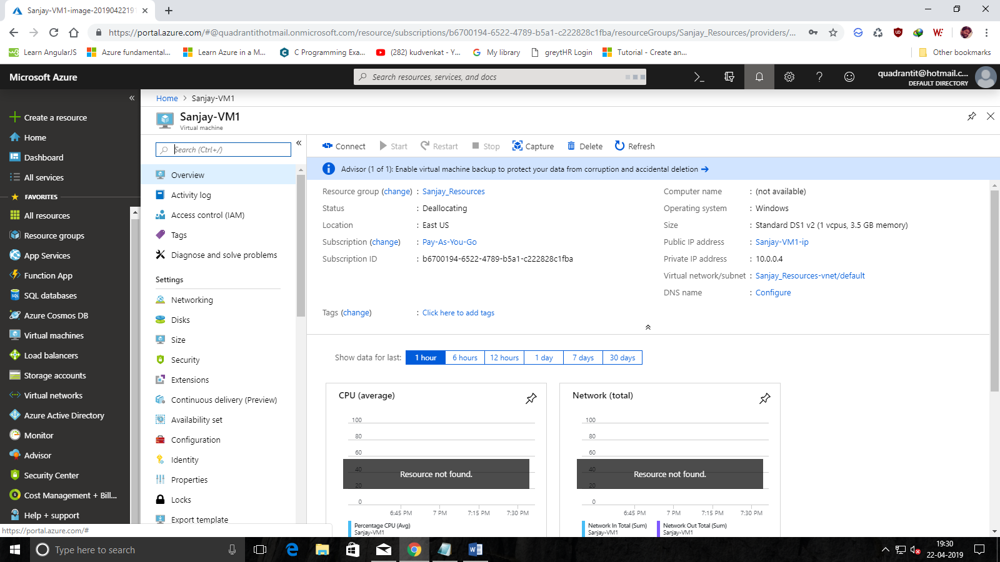 Sanjay-VM1-image-2019042219
https://portal.azure.com/#@quadrantithotmail.onmicrosoft.com/resource/subscriptions/b6700194-6522-4789-b5a1-c222828c1fba/resourceGroups/Sanjay_Resources/providers/...
Learn AngularJS
Azure fundamental...
Learn Azure in a M...
C Programming Exa...
(282) kudvenkat - Y...
My library
greytHR Login
Tutorial - Create an...
Other bookmarks
Microsoft Azure
Search resources, services, and docs
quadrantit@hotmail.c...
DEFAULT DIRECTORY
Create a resource
Home
Dashboard
All services
FAVORITES
All resources
Resource groups
App Services
Function App
SQL databases
Azure Cosmos DB
Virtual machines
Load balancers
Storage accounts
Virtual networks
Azure Active Directory
Monitor
Advisor
Security Center
Cost Management + Bill...
Help + support
https://portal.azure.com/#
Home > Sanjay-VM1
Sanjay-VM1
Virtual machine
Search (Ctrl+/)
Overview
Activity log
Access control (IAM)
Tags
Diagnose and solve problems
Settings
Networking
Disks
Size
Security
Extensions
Continuous delivery (Preview)
Availability set
Configuration
Identity
Properties
Locks
Export template
Connect
Start
Restart
Stop
Capture
Delete
Refresh
Advisor (1 of 1): Enable virtual machine backup to protect your data from corruption and accidental deletion →
Resource group (change) : Sanjay_Resources
Status : Deallocating
Location : East US
Subscription (change) : Pay-As-You-Go
Subscription ID : b6700194-6522-4789-b5a1-c222828c1fba
Computer name : (not available)
Operating system : Windows
Size : Standard DS1 v2 (1 vcpus, 3.5 GB memory)
Public IP address : Sanjay-VM1-ip
Private IP address : 10.0.0.4
Virtual network/subnet : Sanjay_Resources-vnet/default
DNS name : Configure
Tags (change) : Click here to add tags
Show data for last:
1 hour
6 hours
12 hours
1 day
7 days
30 days
CPU (average)
100
80
60
40
Resource not found.
20
0
6:45 PM
7 PM
7:15 PM
7:30 PM
Percentage CPU (Avg)
Sanjay-VM1
Network (total)
100
80
60
40
Resource not found.
20
0
6:45 PM
7 PM
7:15 PM
7:30 PM
Network In Total (Sum)
Sanjay-VM1
Network Out Total (Sum)
Sanjay-VM1
Type here to search
19:30
22-04-2019